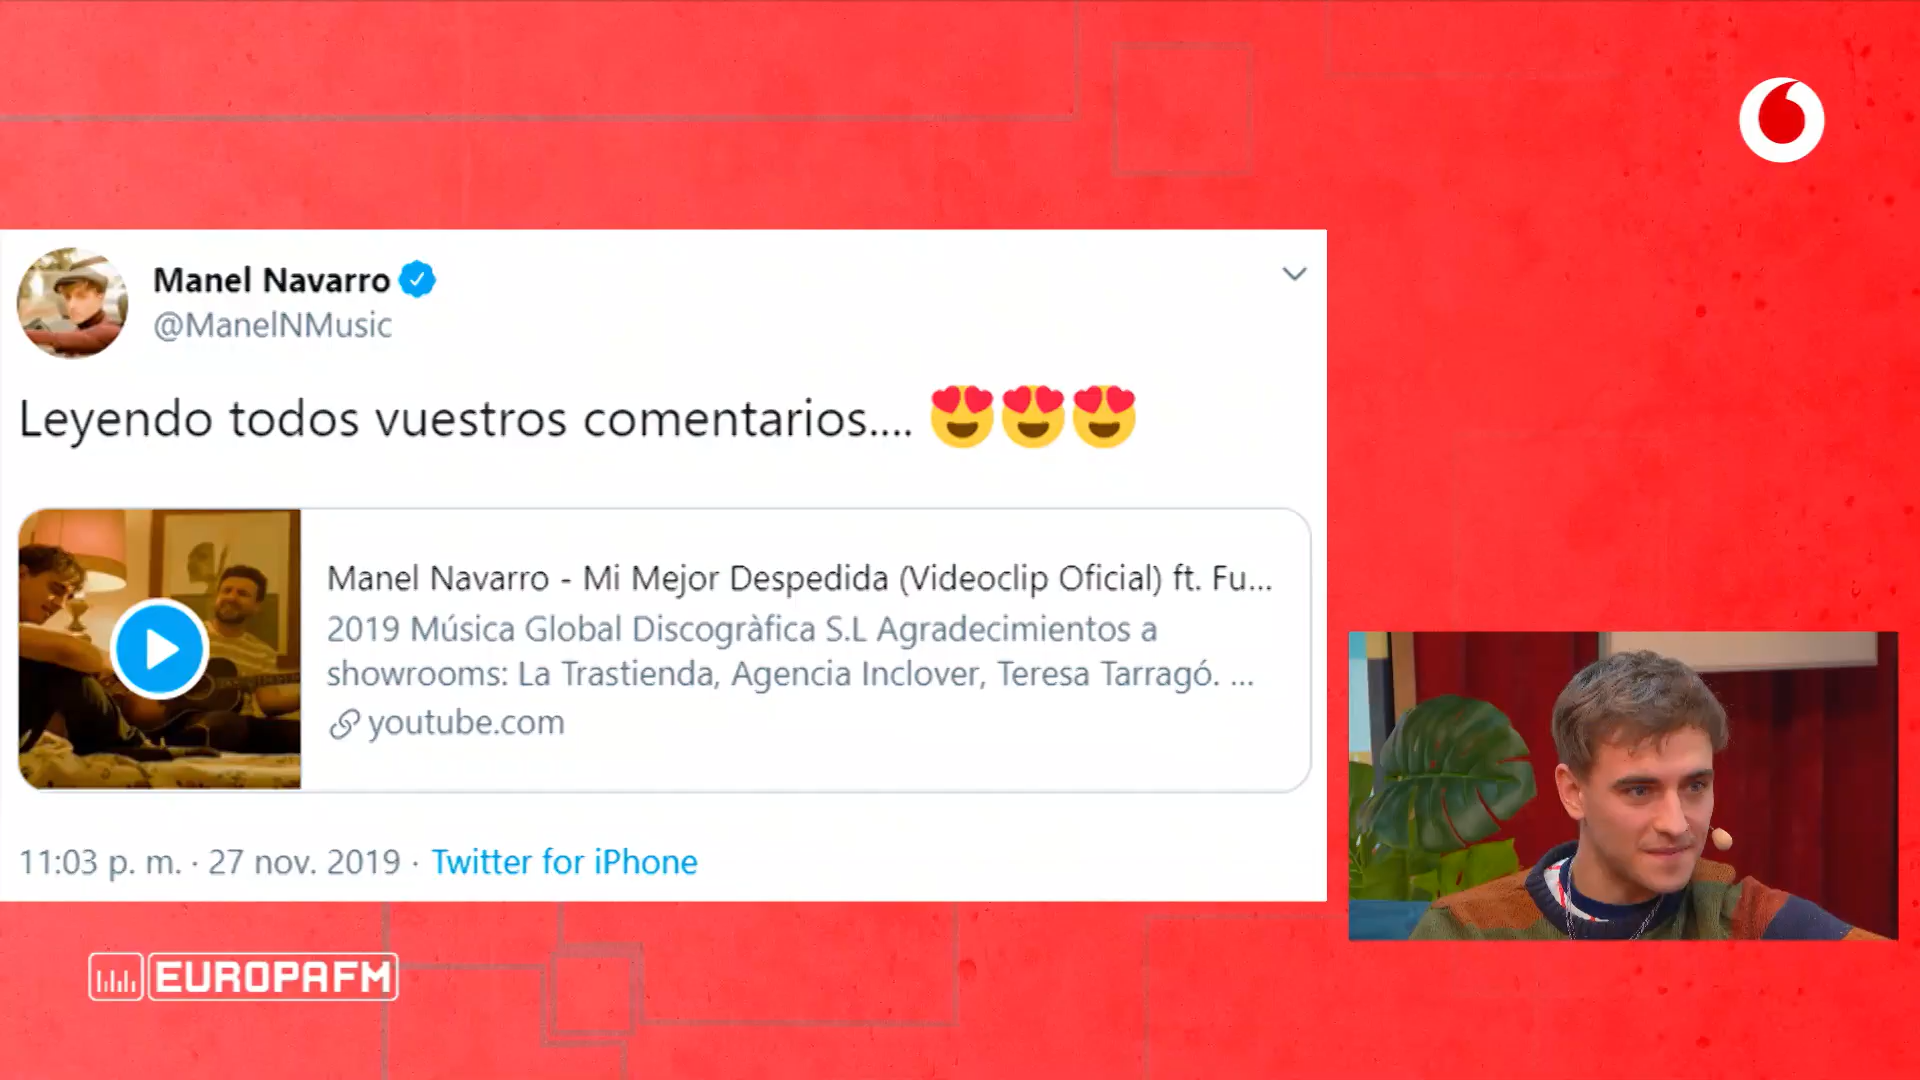 Manel Navarro
@ManelNMusic
Leyendo todos vuestros comentarios.... 😍😍😍
Manel Navarro - Mi Mejor Despedida (Videoclip Oficial) ft. Fu...
2019 Música Global Discogràfica S.L Agradecimientos a
showrooms: La Trastienda, Agencia Inclover, Teresa Tarragó. ...
youtube.com
11:03 p. m. · 27 nov. 2019 · Twitter for iPhone
EUROPAFM